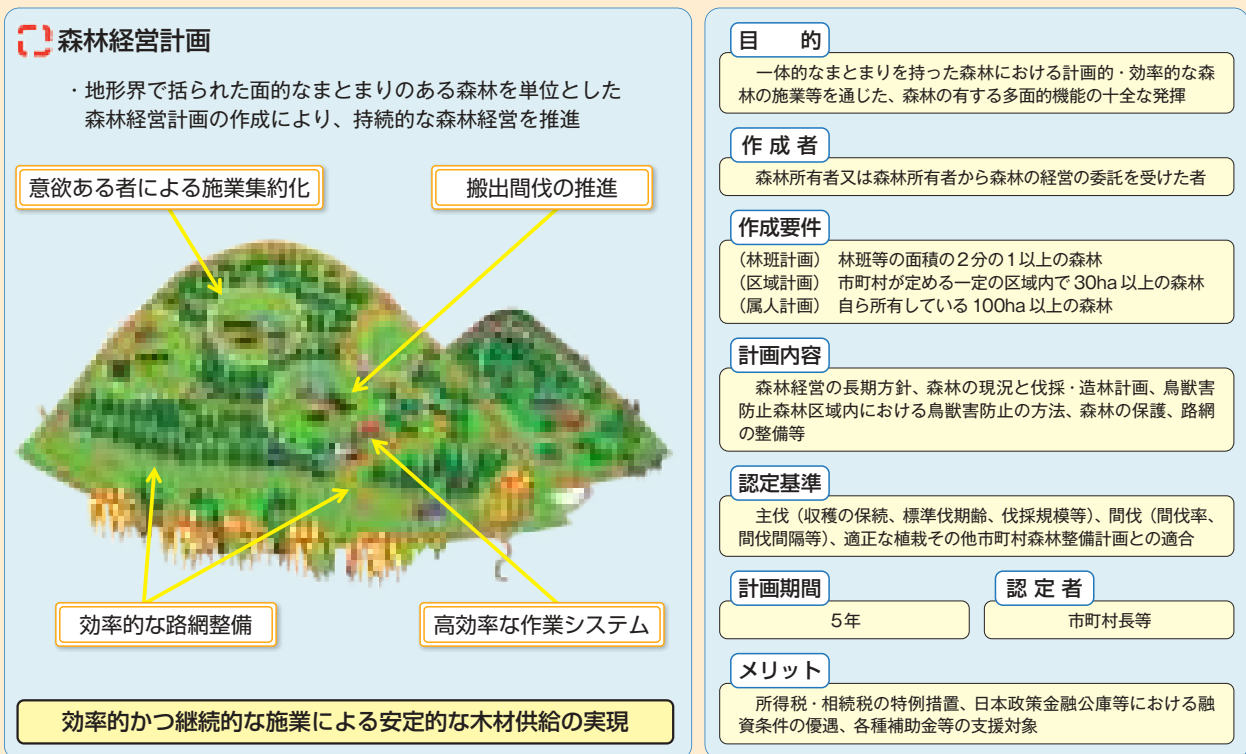 森林経営計画
・地形界で括られた面的なまとまりのある森林を単位とした
森林経営計画の作成により、持続的な森林経営を推進
意欲ある者による施業集約化
搬出間伐の推進
効率的な路網整備
高効率な作業システム
効率的かつ継続的な施業による安定的な木材供給の実現
目 的
一体的なまとまりを持った森林における計画的・効率的な森
林の施業等を通じた、森林の有する多面的機能の十全な発揮
作成者
森林所有者又は森林所有者から森林の経営の委託を受けた者
作成要件
(林班計画) 林班等の面積の2分の1以上の森林
(区域計画) 市町村が定める一定の区域内で30ha以上の森林
(属人計画) 自ら所有している100ha以上の森林
計画内容
森林経営の長期方針、森林の現況と伐採・造林計画、鳥獣害
防止森林区域内における鳥獣害防止の方法、森林の保護、路網
の整備等
認定基準
主伐(収穫の保続、標準伐期齢、伐採規模等)、間伐(間伐率、
間伐間隔等)、適正な植栽その他市町村森林整備計画との適合
計画期間
5年
認定者
市町村長等
メリット
所得税・相続税の特例措置、日本政策金融公庫等における融
資条件の優遇、各種補助金等の支援対象